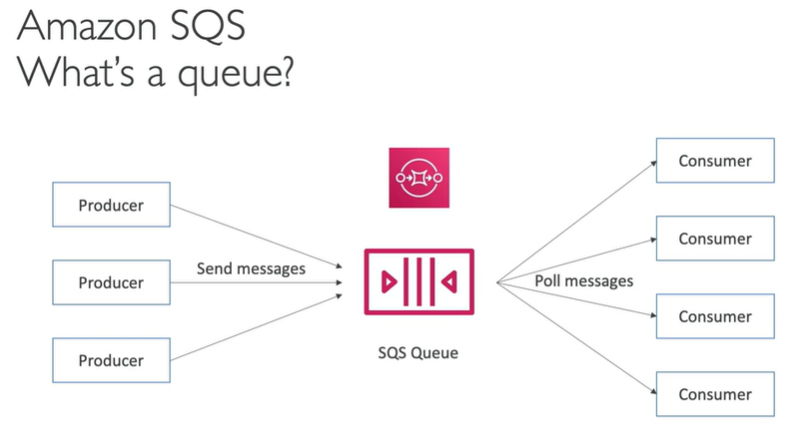 Amazon SQS
What's a queue?
Producer
Producer
Producer
Send messages
SQS Queue
Poll messages
Consumer
Consumer
Consumer
Consumer